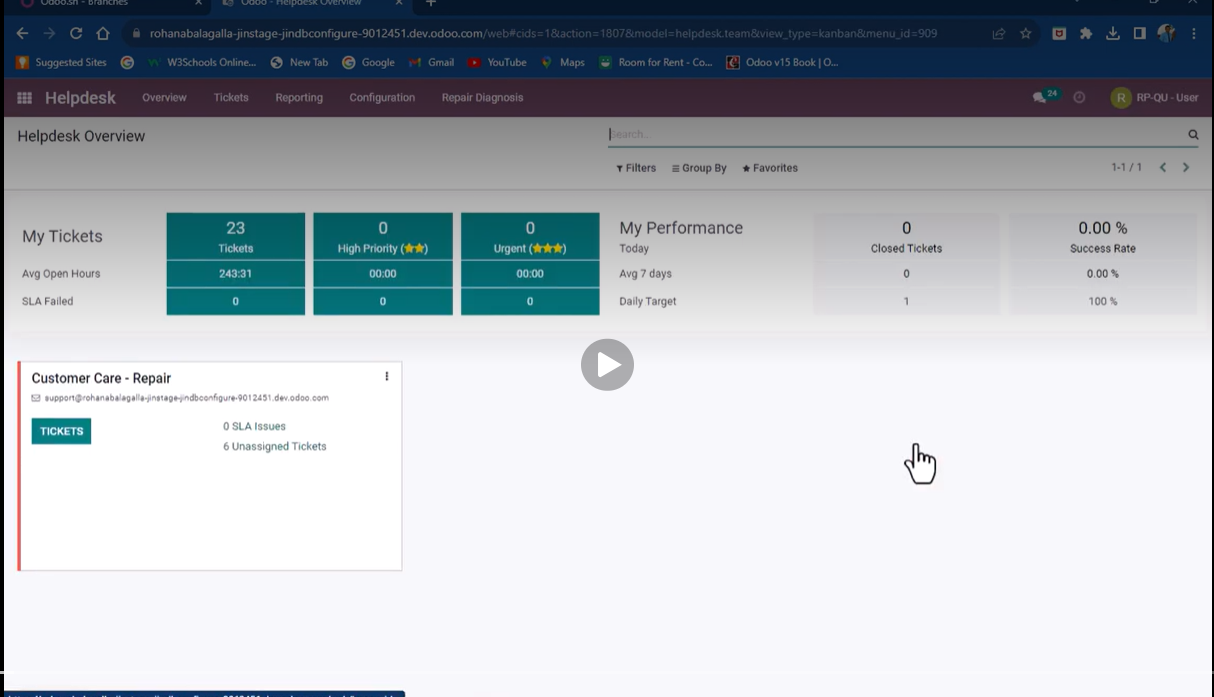 Odoo.sh - Branches
Odoo - Helpdesk Overview
rohanabalagalla-jinstage-jindbconfigure-9012451.dev.odoo.com/web#cids=1&action=1807&model=helpdesk.team&view_type=kanban&menu_id=909
Suggested Sites W3Schools Online... New Tab Google Gmail YouTube Maps Room for Rent - Co... Odoo v15 Book | O...
Helpdesk Overview Tickets Reporting Configuration Repair Diagnosis 24 R RP-QU - User
Helpdesk Overview
Search...
Filters Group By Favorites 1-1 / 1
My Tickets
23 0 0
Tickets High Priority ( ) Urgent ( )
Avg Open Hours 243:31 00:00 00:00
SLA Failed 0 0 0
My Performance 0 0.00 %
Today Closed Tickets Success Rate
Avg 7 days 0 0.00 %
Daily Target 1 100 %
Customer Care - Repair
support@rohanabalagalla-jinstage-jindbconfigure-9012451.dev.odoo.com
TICKETS 0 SLA Issues
6 Unassigned Tickets